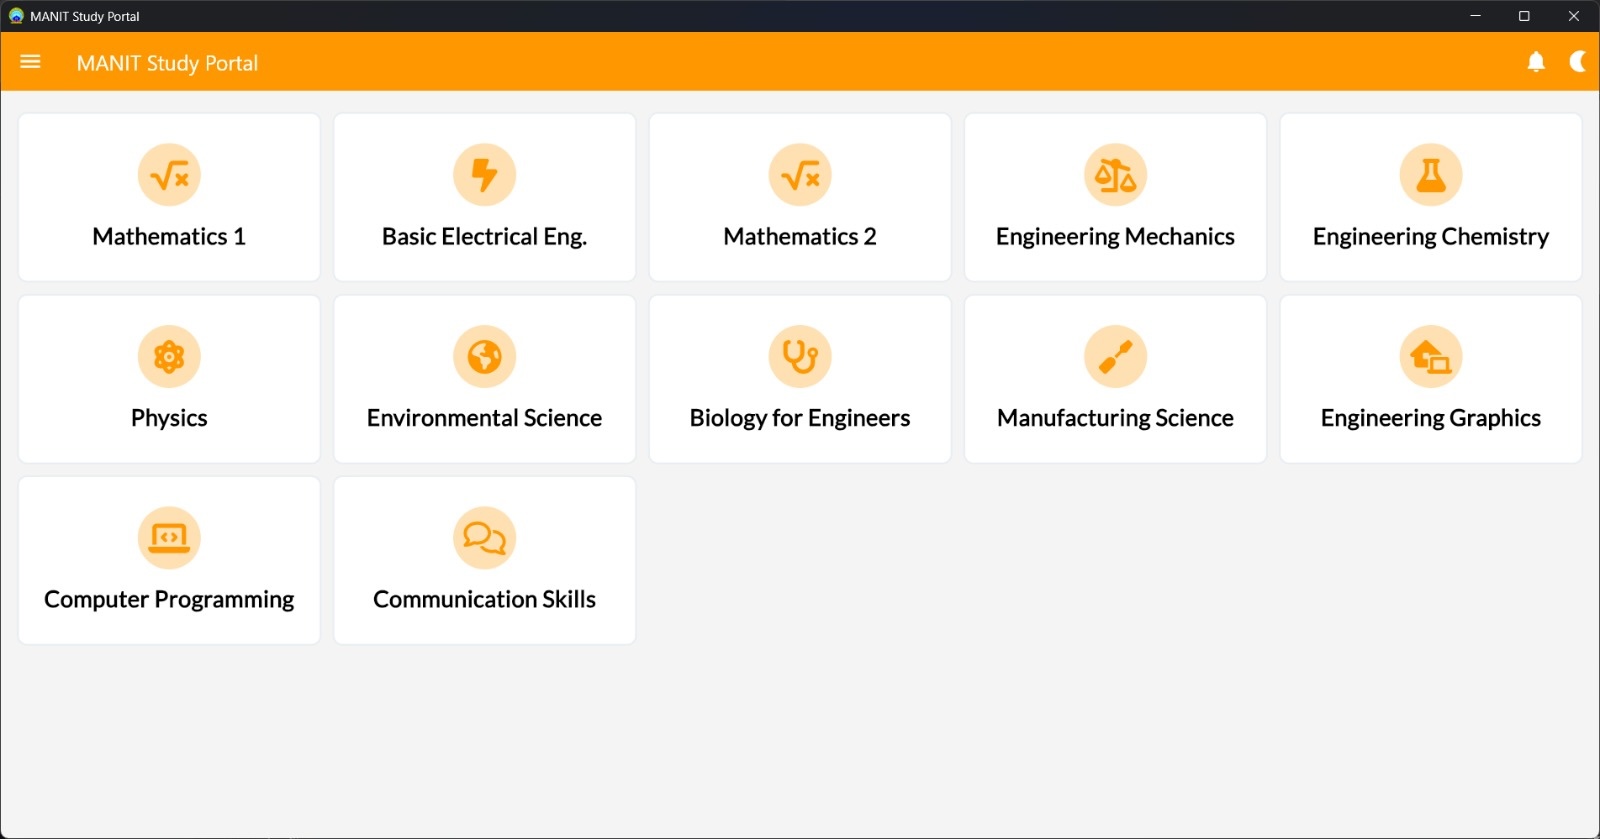 MANIT Study Portal
MANIT Study Portal
Mathematics 1
Basic Electrical Eng.
Mathematics 2
Engineering Mechanics
Engineering Chemistry
Physics
Environmental Science
Biology for Engineers
Manufacturing Science
Engineering Graphics
Computer Programming
Communication Skills